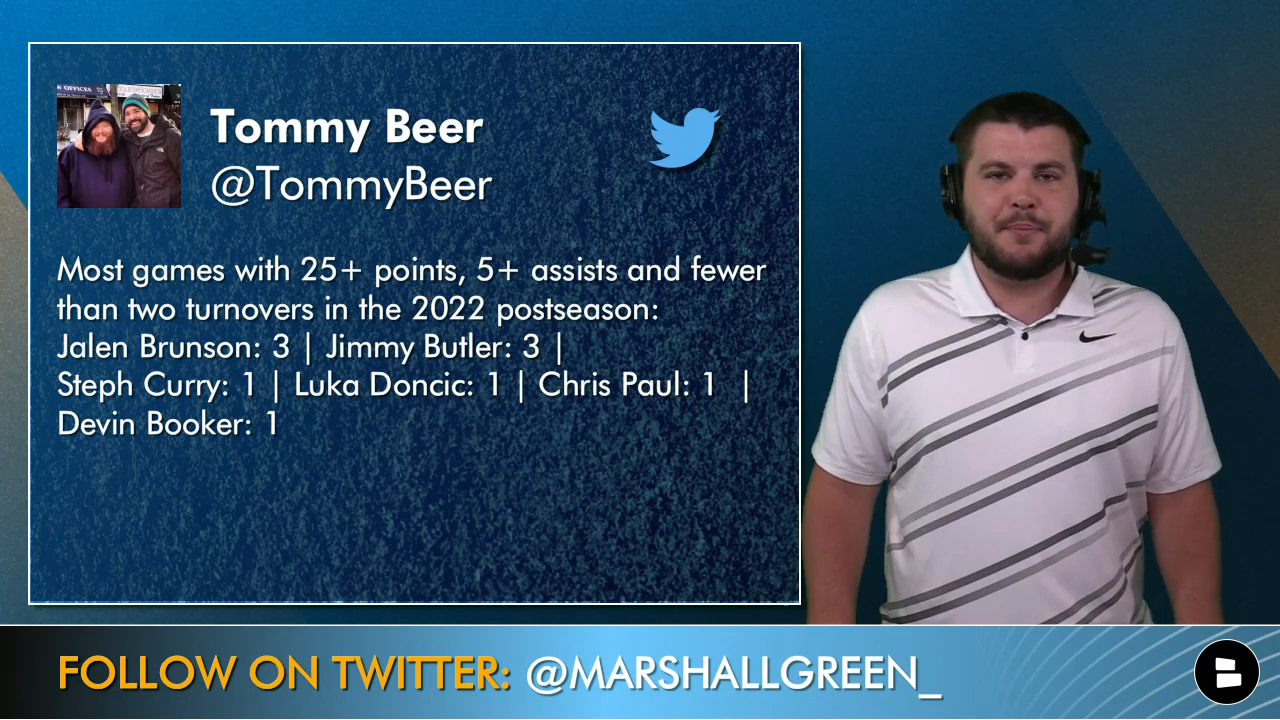 Tommy Beer
@TommyBeer
Most games with 25+ points, 5+ assists and fewer
than two turnovers in the 2022 postseason:
Jalen Brunson: 3 | Jimmy Butler: 3 |
Steph Curry: 1 | Luka Doncic: 1 | Chris Paul: 1 |
Devin Booker: 1
FOLLOW ON TWITTER: @MARSHALLGREEN_